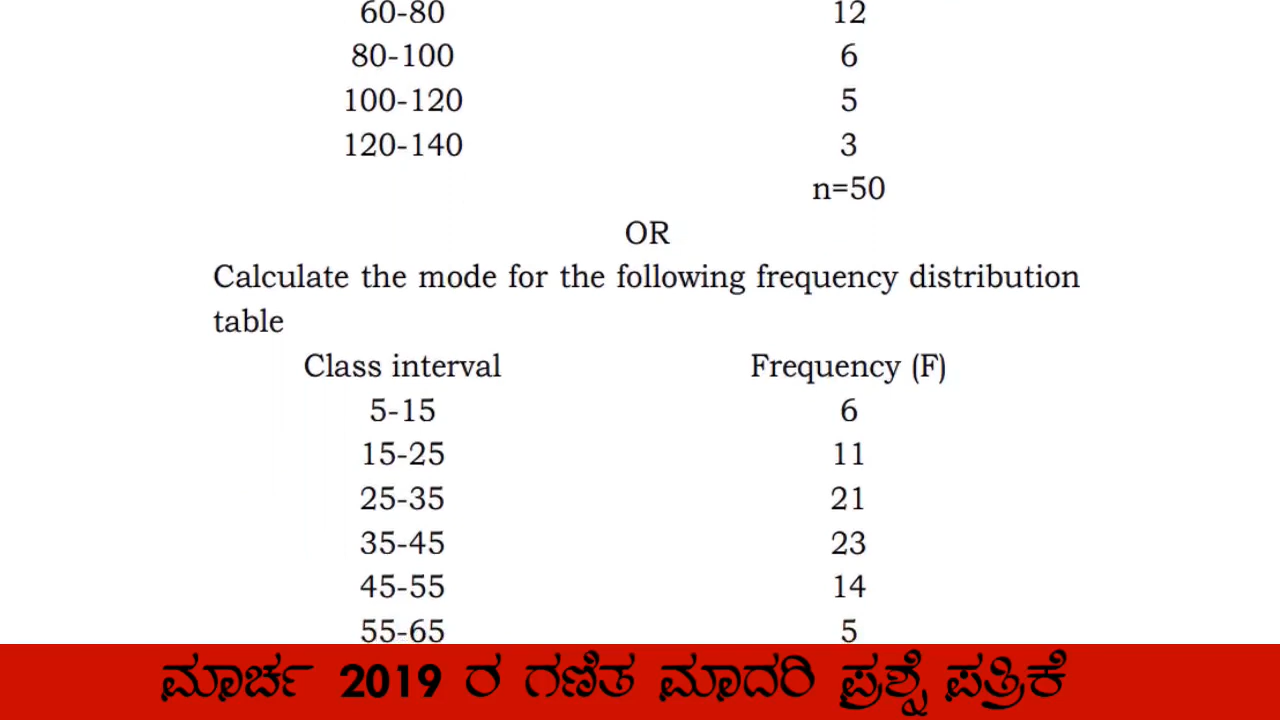 60-80 12
80-100 6
100-120 5
120-140 3
n=50
OR
Calculate the mode for the following frequency distribution
table
Class interval Frequency (F)
5-15 6
15-25 11
25-35 21
35-45 23
45-55 14
55-65 5
ಮಾರ್ಚ 2019 ರ ಗಣಿತ ಮಾದರಿ ಪ್ರಶ್ನೆ ಪತ್ರಿಕೆ